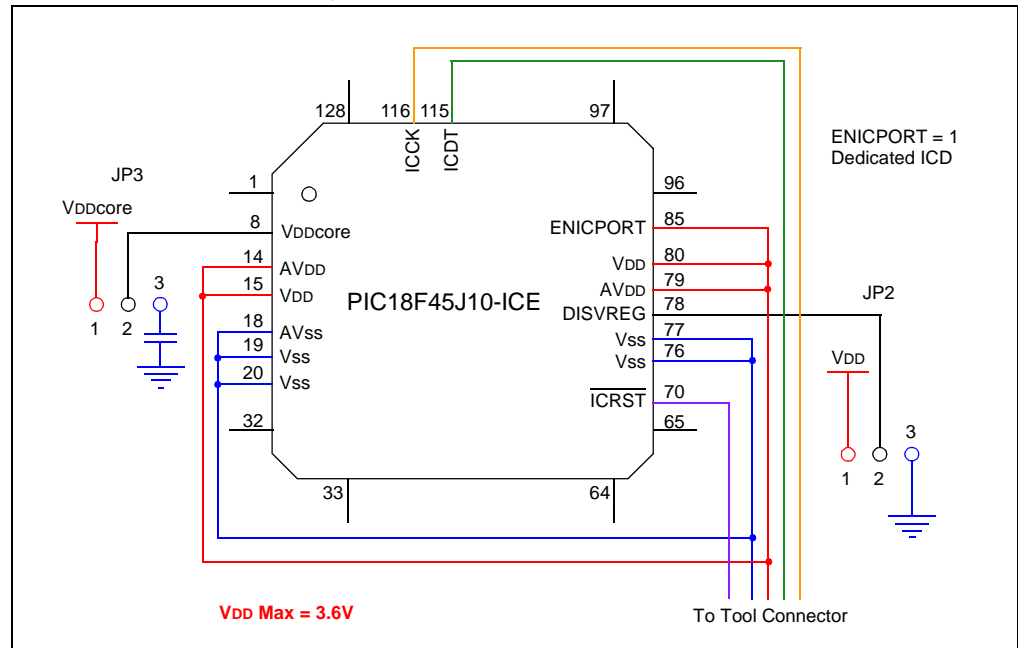 128
116
115
97
ICCK
ICDT
ENICPORT = 1
Dedicated ICD
JP3
VDDcore
1
2
3
1
8
14
15
18
19
20
32
33
VDDcore
AVDD
VDD
AVSS
VSS
VSS
PIC18F45J10-ICE
ENICPORT
VDD
AVDD
DISVREG
VSS
VSS
ICRST
96
85
80
79
78
77
76
70
65
64
JP2
VDD
1
2
3
VDD Max = 3.6V
To Tool Connector